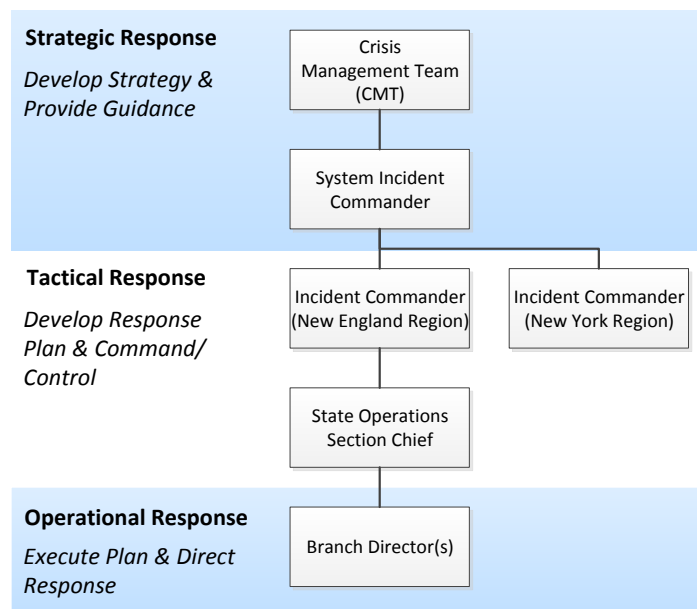 Strategic Response
Develop Strategy &
Provide Guidance
Crisis
Management Team
(CMT)
System Incident
Commander
Tactical Response
Develop Response
Plan & Command/
Control
Incident Commander
(New England Region)
Incident Commander
(New York Region)
State Operations
Section Chief
Operational Response
Execute Plan & Direct
Response
Branch Director(s)